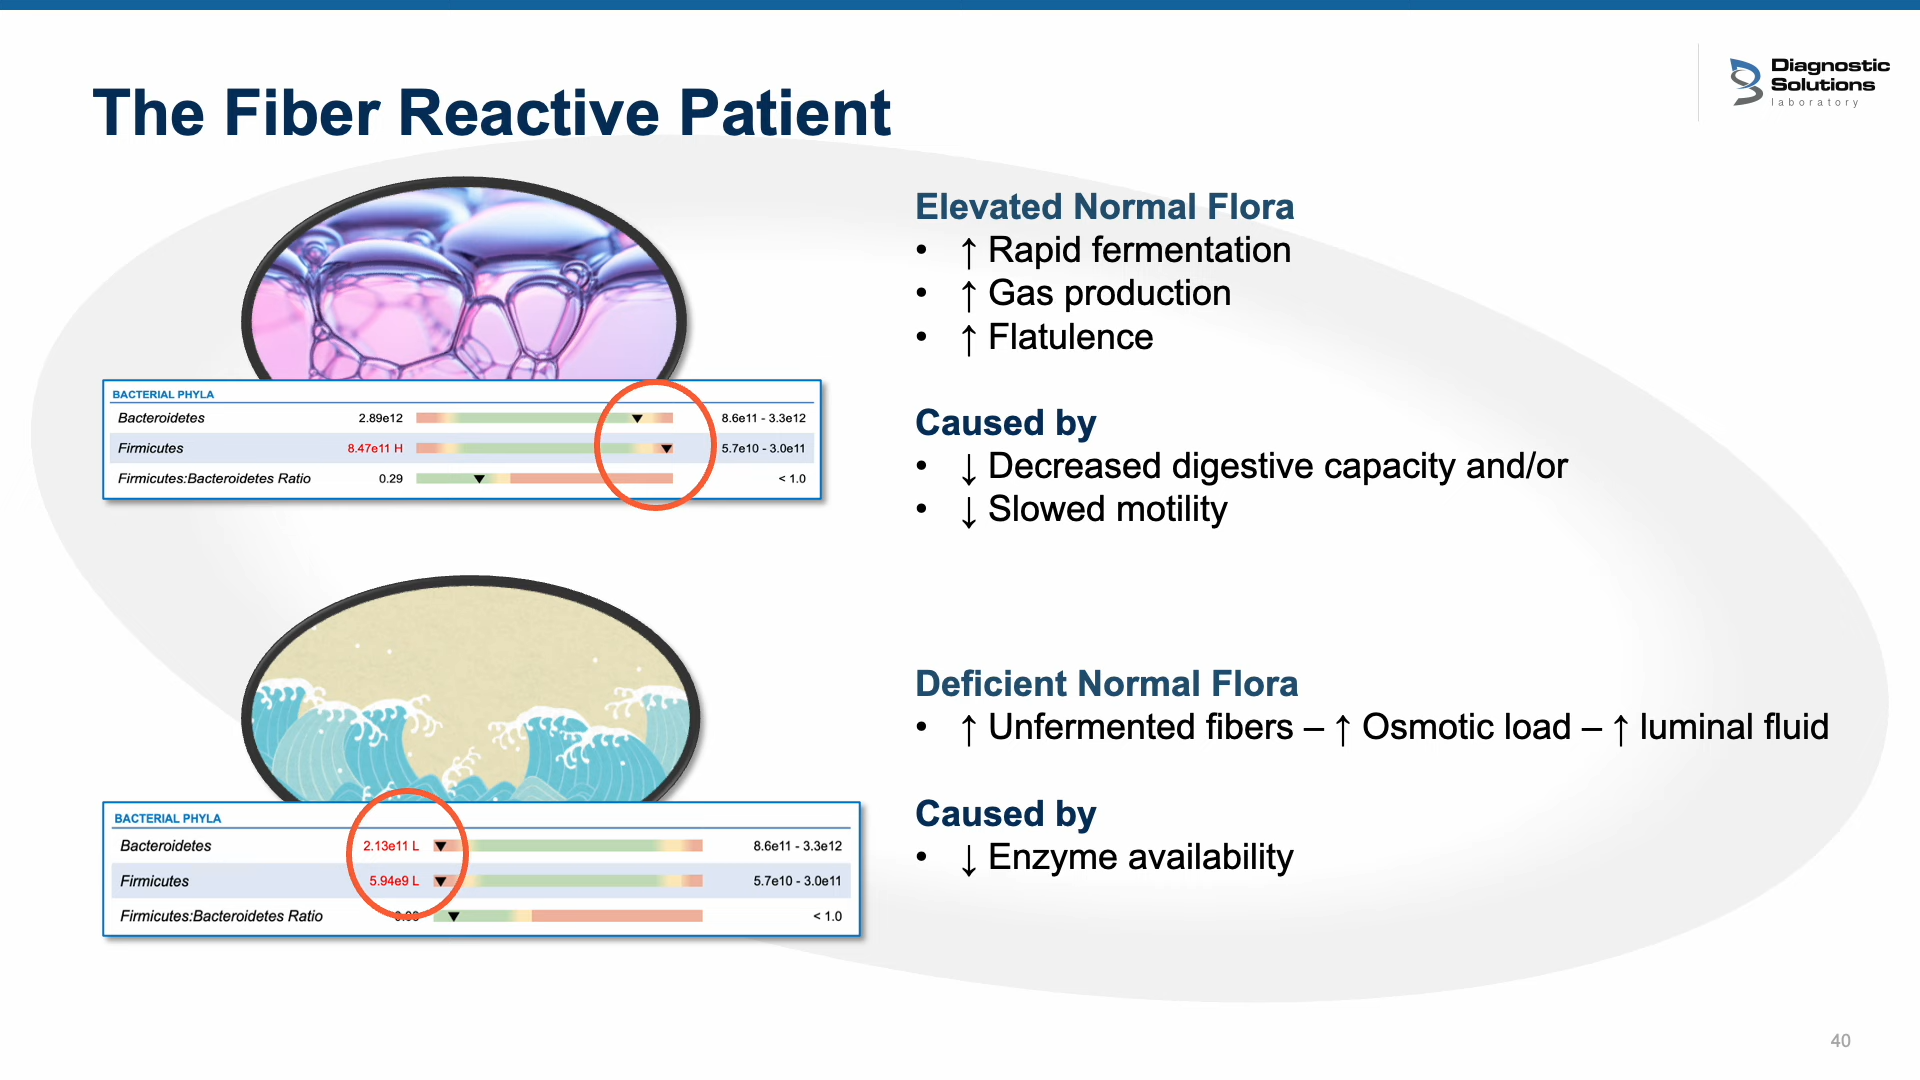 Diagnostic
Solutions
laboratory
The Fiber Reactive Patient
BACTERIAL PHYLA
Bacteroidetes 2.89e12 8.6e11 - 3.3e12
Firmicutes 8.47e11 H 5.7e10 - 3.0e11
Firmicutes:Bacteroidetes Ratio 0.29 < 1.0
Elevated Normal Flora
• ↑ Rapid fermentation
• ↑ Gas production
• ↑ Flatulence
Caused by
• ↓ Decreased digestive capacity and/or
• ↓ Slowed motility
BACTERIAL PHYLA
Bacteroidetes 2.13e11 L 8.6e11 - 3.3e12
Firmicutes 5.94e9 L 5.7e10 - 3.0e11
Firmicutes:Bacteroidetes Ratio < 1.0
Deficient Normal Flora
• ↑ Unfermented fibers – ↑ Osmotic load – ↑ luminal fluid
Caused by
• ↓ Enzyme availability
40